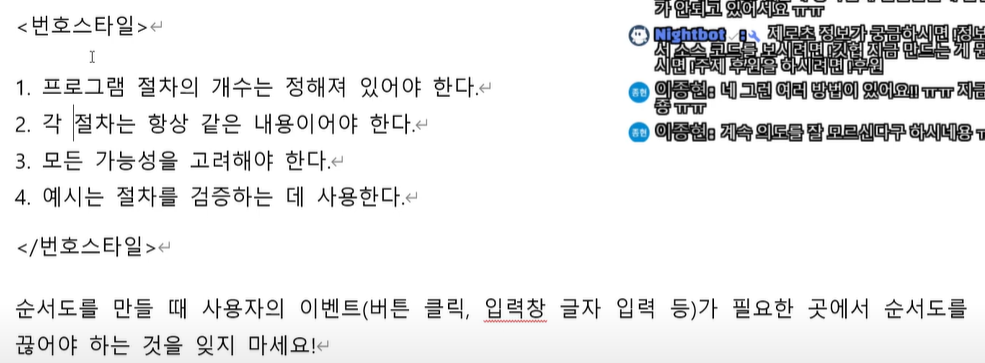 <번호스타일>
1. 프로그램 절차의 개수는 정해져 있어야 한다.
2. 각 절차는 항상 같은 내용이어야 한다.
3. 모든 가능성을 고려해야 한다.
4. 예시는 절차를 검증하는 데 사용한다.
</번호스타일>
순서도를 만들 때 사용자의 이벤트(버튼 클릭, 입력창 글자 입력 등)가 필요한 곳에서 순서도를
끊어야 하는 것을 잊지 마세요!
가 안되고 있어서요 ㅠㅠ
Nightbot : 제로초 정보가 궁금하시면 !정보
서 소스 코드를 보시려면 !깃헙 지금 만드는 게 뭔
시면 !주제 후원을 하시려면 !후원
종현 이종현: 네 그런 여러 방법이 있어요!! ㅠㅠ 지금
종 ㅠㅠ
종현 이종현: 계속 의도를 잘 모르신다구 하시네용